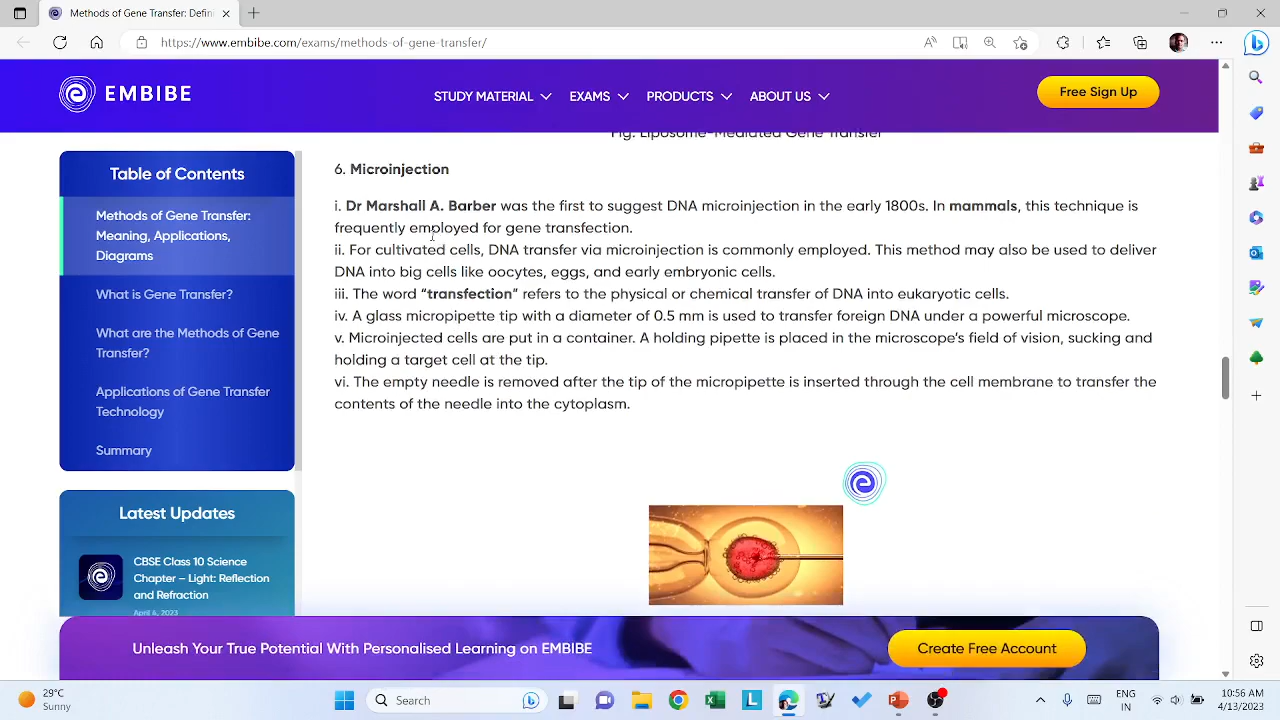 Methods of Gene Transfer: Defini
https://www.embibe.com/exams/methods-of-gene-transfer/
EMBIBE
STUDY MATERIAL
EXAMS
PRODUCTS
ABOUT US
Free Sign Up
Fig: Liposome-Mediated Gene Transfer
Table of Contents
Methods of Gene Transfer:
Meaning, Applications,
Diagrams
What is Gene Transfer?
What are the Methods of Gene
Transfer?
Applications of Gene Transfer
Technology
Summary
Latest Updates
CBSE Class 10 Science
Chapter – Light: Reflection
and Refraction
April 4, 2023
6. Microinjection
i. Dr Marshall A. Barber was the first to suggest DNA microinjection in the early 1800s. In mammals, this technique is
frequently employed for gene transfection.
ii. For cultivated cells, DNA transfer via microinjection is commonly employed. This method may also be used to deliver
DNA into big cells like oocytes, eggs, and early embryonic cells.
iii. The word “transfection” refers to the physical or chemical transfer of DNA into eukaryotic cells.
iv. A glass micropipette tip with a diameter of 0.5 mm is used to transfer foreign DNA under a powerful microscope.
v. Microinjected cells are put in a container. A holding pipette is placed in the microscope’s field of vision, sucking and
holding a target cell at the tip.
vi. The empty needle is removed after the tip of the micropipette is inserted through the cell membrane to transfer the
contents of the needle into the cytoplasm.
Unleash Your True Potential With Personalised Learning on EMBIBE
Create Free Account
29°C
Sunny
Search
ENG
IN
10:56 AM
4/13/2023